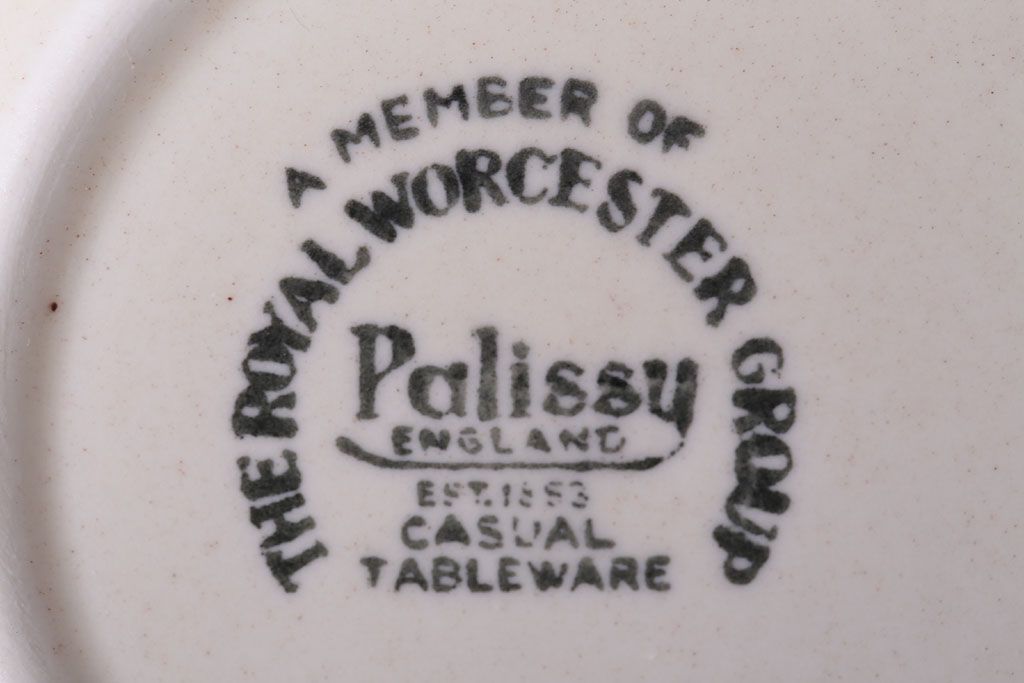 A MEMBER OF
THE ROYAL WORCESTER GROUP
Palissy
ENGLAND
EST. 1853
CASUAL
TABLEWARE